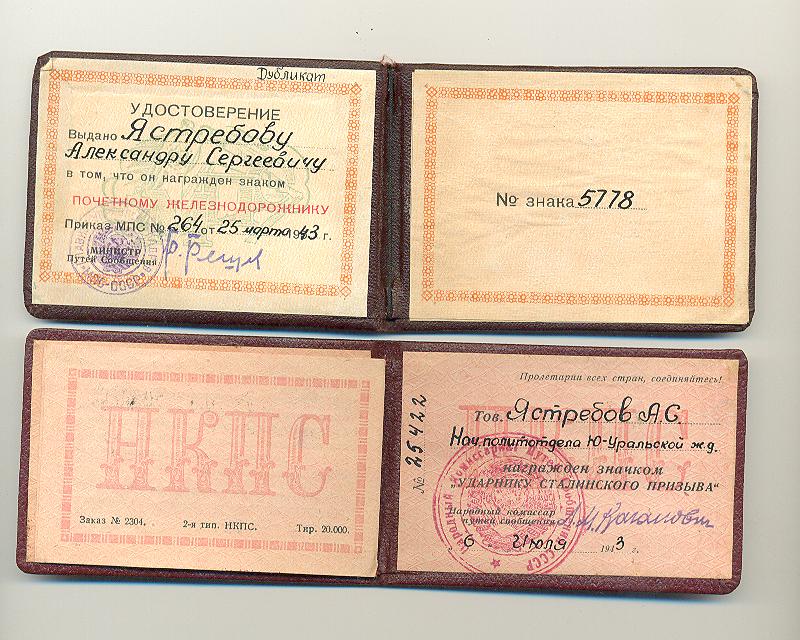 Дубликат
УДОСТОВЕРЕНИЕ
Выдано Ястребову
Александру Сергеевичу
в том, что он награжден знаком
ПОЧЕТНОМУ ЖЕЛЕЗНОДОРОЖНИКУ
Приказ МПС № 264 от 25 марта 1943 г.
МИНИСТР
Путей Сообщения
№ знака 5778
НКПС
Заказ № 2304. 2-я тип. НКПС. Тир. 20.000.
№ 25422
Пролетарии всех стран, соединяйтесь!
Тов. Ястребов А.С.
Нач. политотдела Ю-Уральской ж.д.
награжден значком
„УДАРНИКУ СТАЛИНСКОГО ПРИЗЫВА“
Народный комиссар
путей сообщения Л.М. Каганович
6 июля 1943 г.